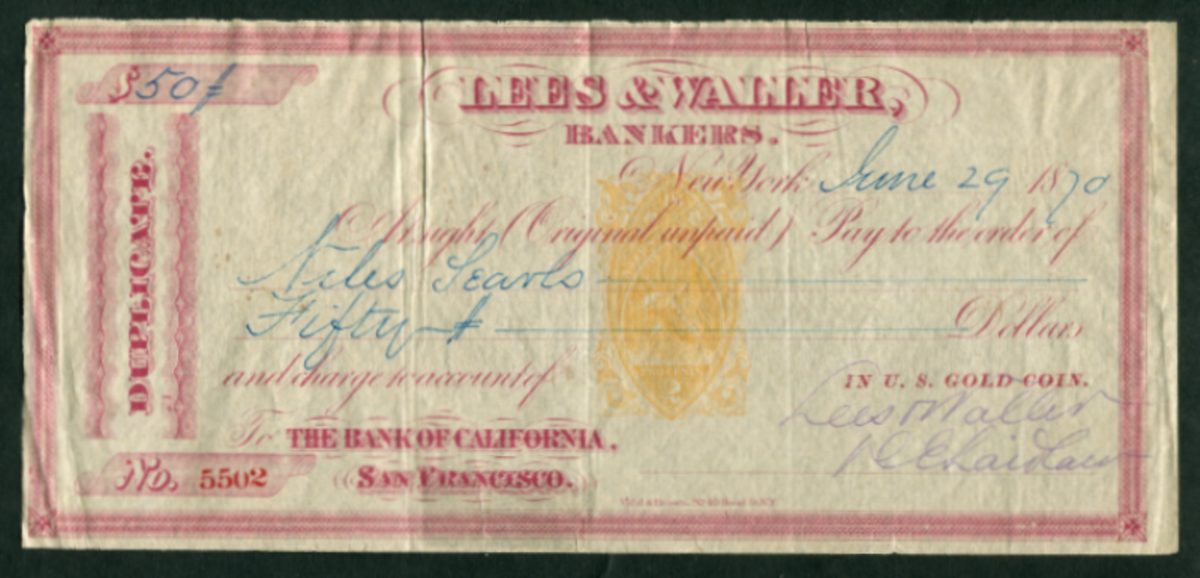 $50
LEES & WALLER,
BANKERS.
DUPLICATE.
New York June 29 1870
At sight (Original unpaid) Pay to the order of
Niles Searls
Fifty Dollars
and charge to account of
IN U. S. GOLD COIN.
Lees & Waller
To THE BANK OF CALIFORNIA.
No. 5502
SAN FRANCISCO.